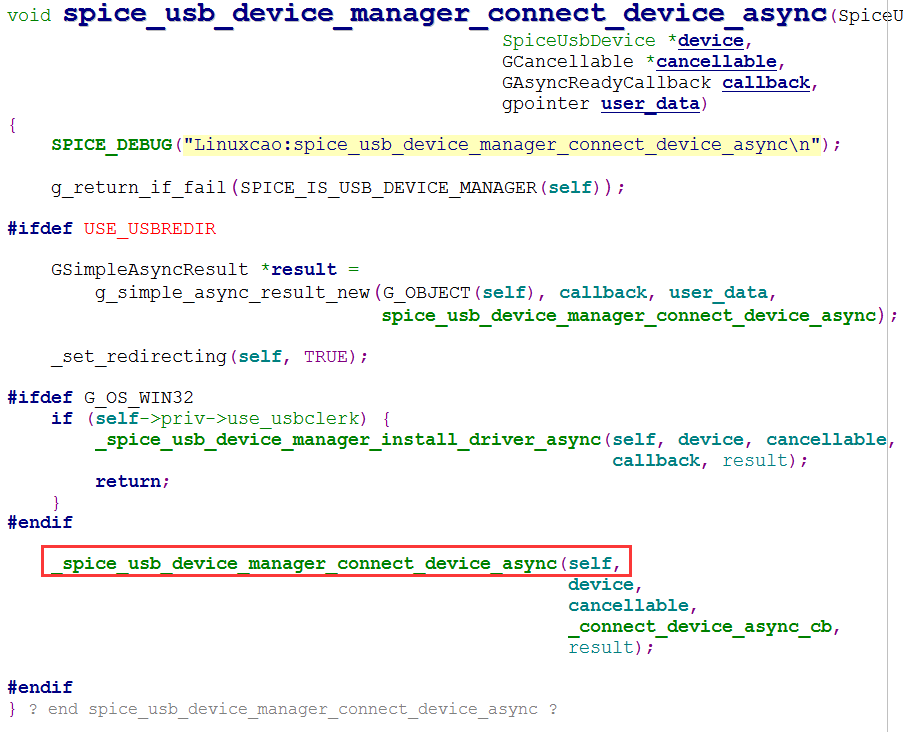 void spice_usb_device_manager_connect_device_async(SpiceU
SpiceUsbDevice *device,
GCancellable *cancellable,
GAsyncReadyCallback callback,
gpointer user_data)
{
SPICE_DEBUG("Linuxcao:spice_usb_device_manager_connect_device_async\n");
g_return_if_fail(SPICE_IS_USB_DEVICE_MANAGER(self));
#ifdef USE_USBREDIR
GSimpleAsyncResult *result =
g_simple_async_result_new(G_OBJECT(self), callback, user_data,
spice_usb_device_manager_connect_device_async);
_set_redirecting(self, TRUE);
#ifdef G_OS_WIN32
if (self->priv->use_usbclerk) {
_spice_usb_device_manager_install_driver_async(self, device, cancellable,
callback, result);
return;
}
#endif
_spice_usb_device_manager_connect_device_async(self,
device,
cancellable,
_connect_device_async_cb,
result);
#endif
} ? end spice_usb_device_manager_connect_device_async ?